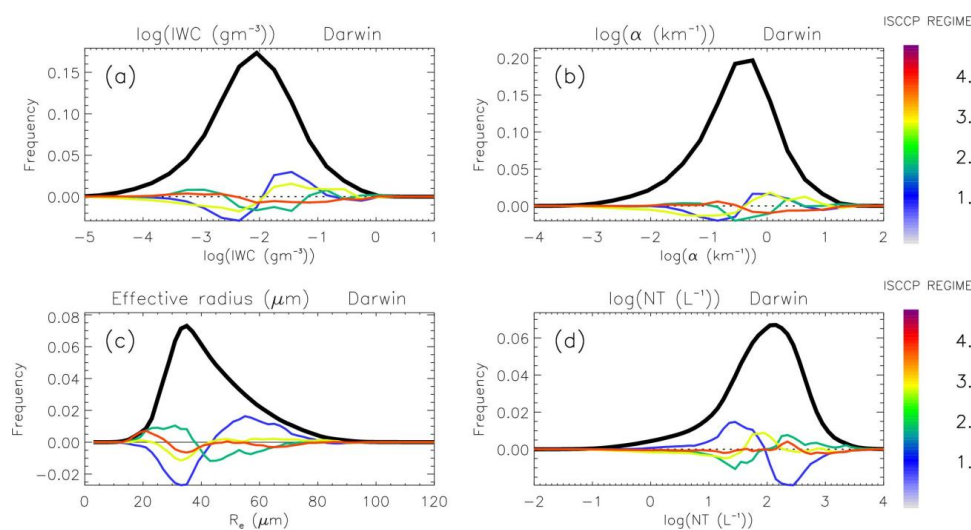 log(IWC (gm⁻³) Darwin
log(α (km⁻¹) Darwin
ISCCP REGIME
(a)
(b)
Frequency
0.15
0.10
0.05
0.00
Frequency
0.20
0.15
0.10
0.05
0.00
4.
3.
2.
1.
-5 -4 -3 -2 -1 0 1
log(IWC (gm⁻³))
-4 -3 -2 -1 0 1 2
log(α (km⁻¹))
Effective radius (μm) Darwin
log(NT (L⁻¹)) Darwin
ISCCP REGIME
(c)
(d)
Frequency
0.08
0.06
0.04
0.02
0.00
-0.02
Frequency
0.06
0.04
0.02
0.00
4.
3.
2.
1.
0 20 40 60 80 100 120
Rₑ (μm)
-2 -1 0 1 2 3 4
log(NT (L⁻¹))